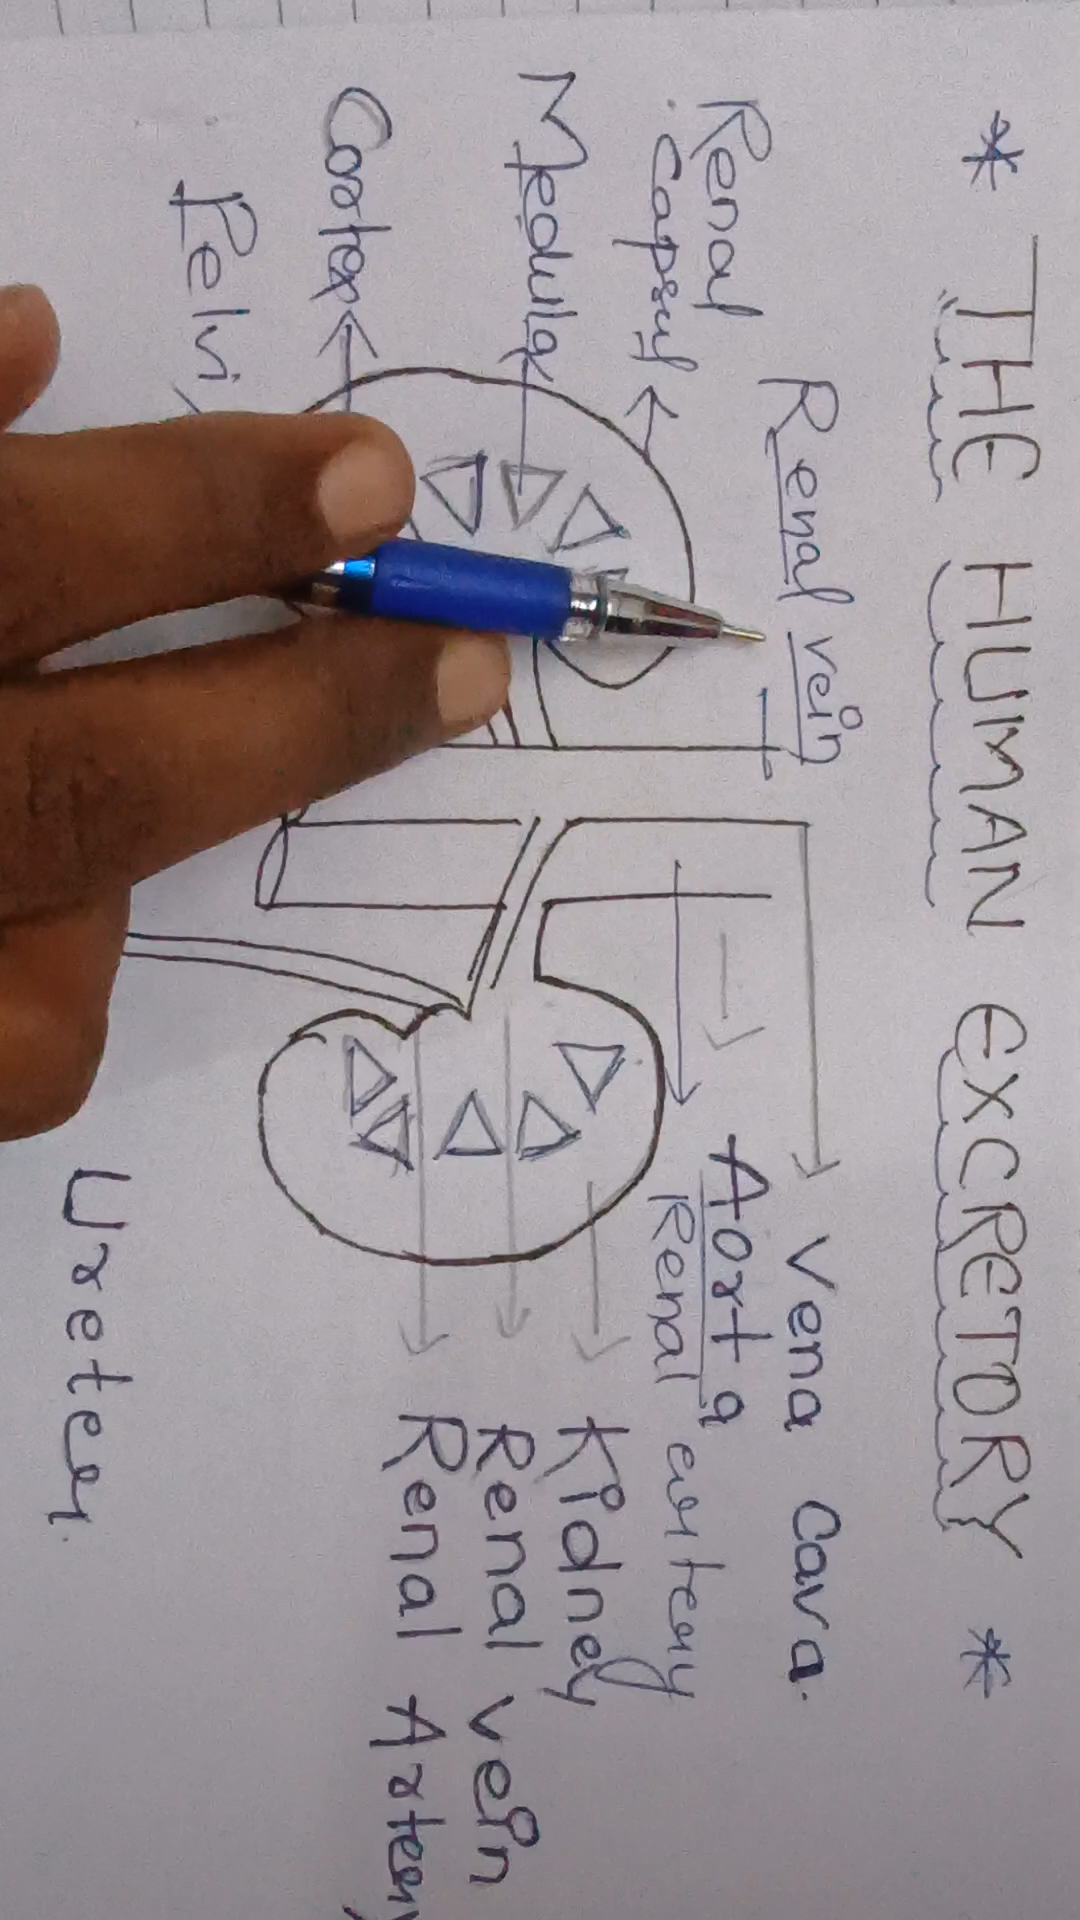 * THE HUMAN EXCRETORY *
Renal vein
Renal
capsul
Medulla
Cortex
Pelvi
Vena cava.
Aorta
Renal artery
Kidney
Renal vein
Renal Artery
Ureter.